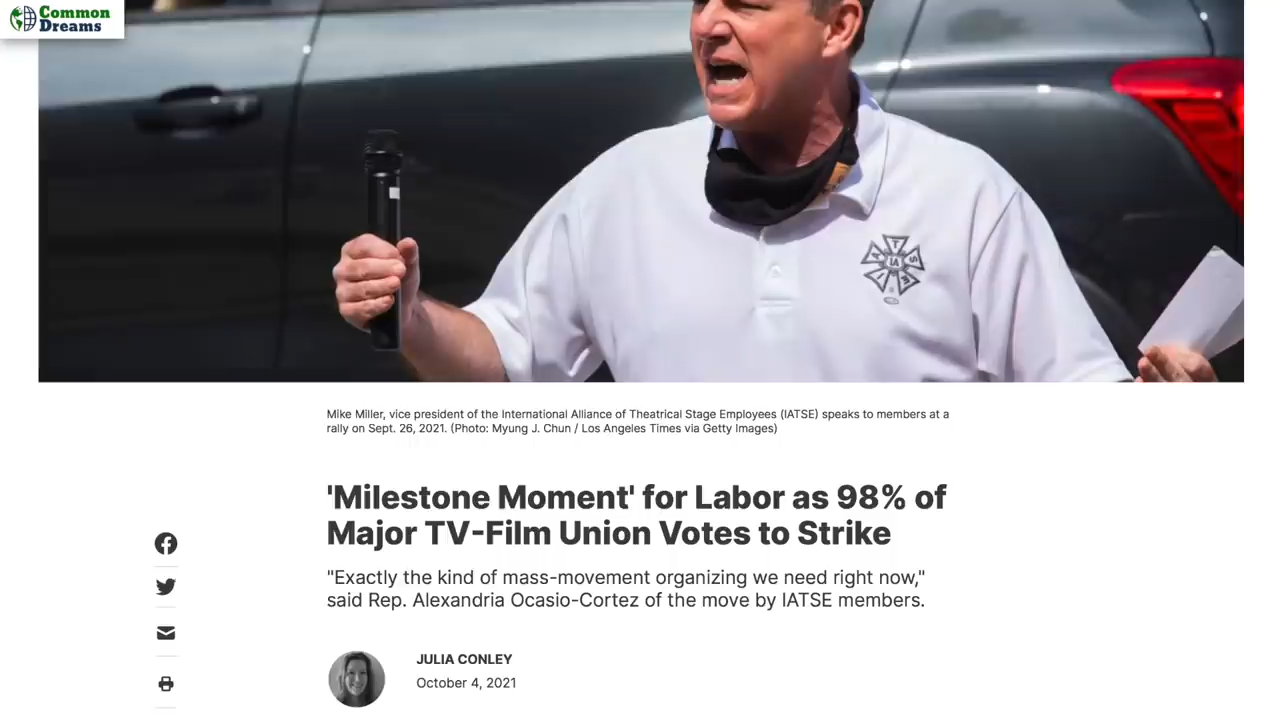 Common
Dreams
I A T S E
IA
Mike Miller, vice president of the International Alliance of Theatrical Stage Employees (IATSE) speaks to members at a
rally on Sept. 26, 2021. (Photo: Myung J. Chun / Los Angeles Times via Getty Images)
'Milestone Moment' for Labor as 98% of
Major TV-Film Union Votes to Strike
"Exactly the kind of mass-movement organizing we need right now,"
said Rep. Alexandria Ocasio-Cortez of the move by IATSE members.
JULIA CONLEY
October 4, 2021